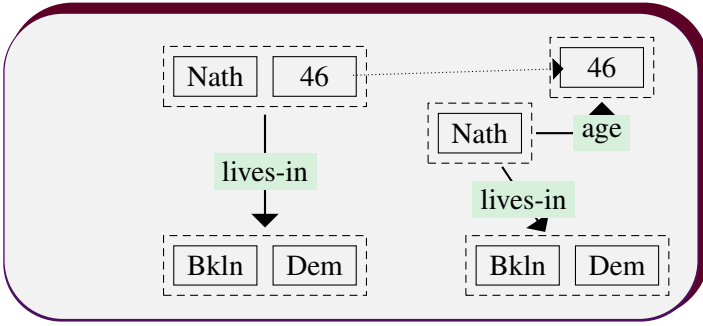 Nath 46
46
Nath
age
lives-in
lives-in
Bkln Dem
Bkln Dem